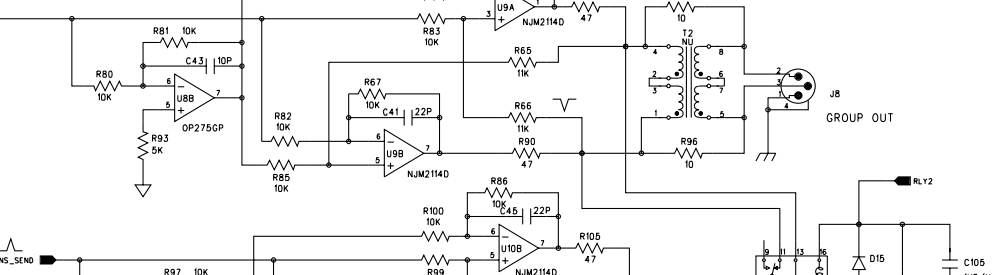 U9A
1
3
+
NJM2114D
47
10
R83
10K
R81 10K
T2
NU
4
8
C43
10P
R65
11K
R80
10K
6
−
U8B
7
5
+
OP275GP
R67
10K
C41
22P
2
6
3
7
1
5
2
3
1
4
J8
GROUP OUT
R66
11K
R82
10K
6
−
U9B
7
5
+
NJM2114D
R93
5K
R85
10K
R90
47
R96
10
RLY2
R86
10K
C45
22P
R100
10K
6
−
U10B
7
5
+
NJM2114D
R105
47
NS_SEND
R97 10K
R99
9
11
13
16
D15
C105